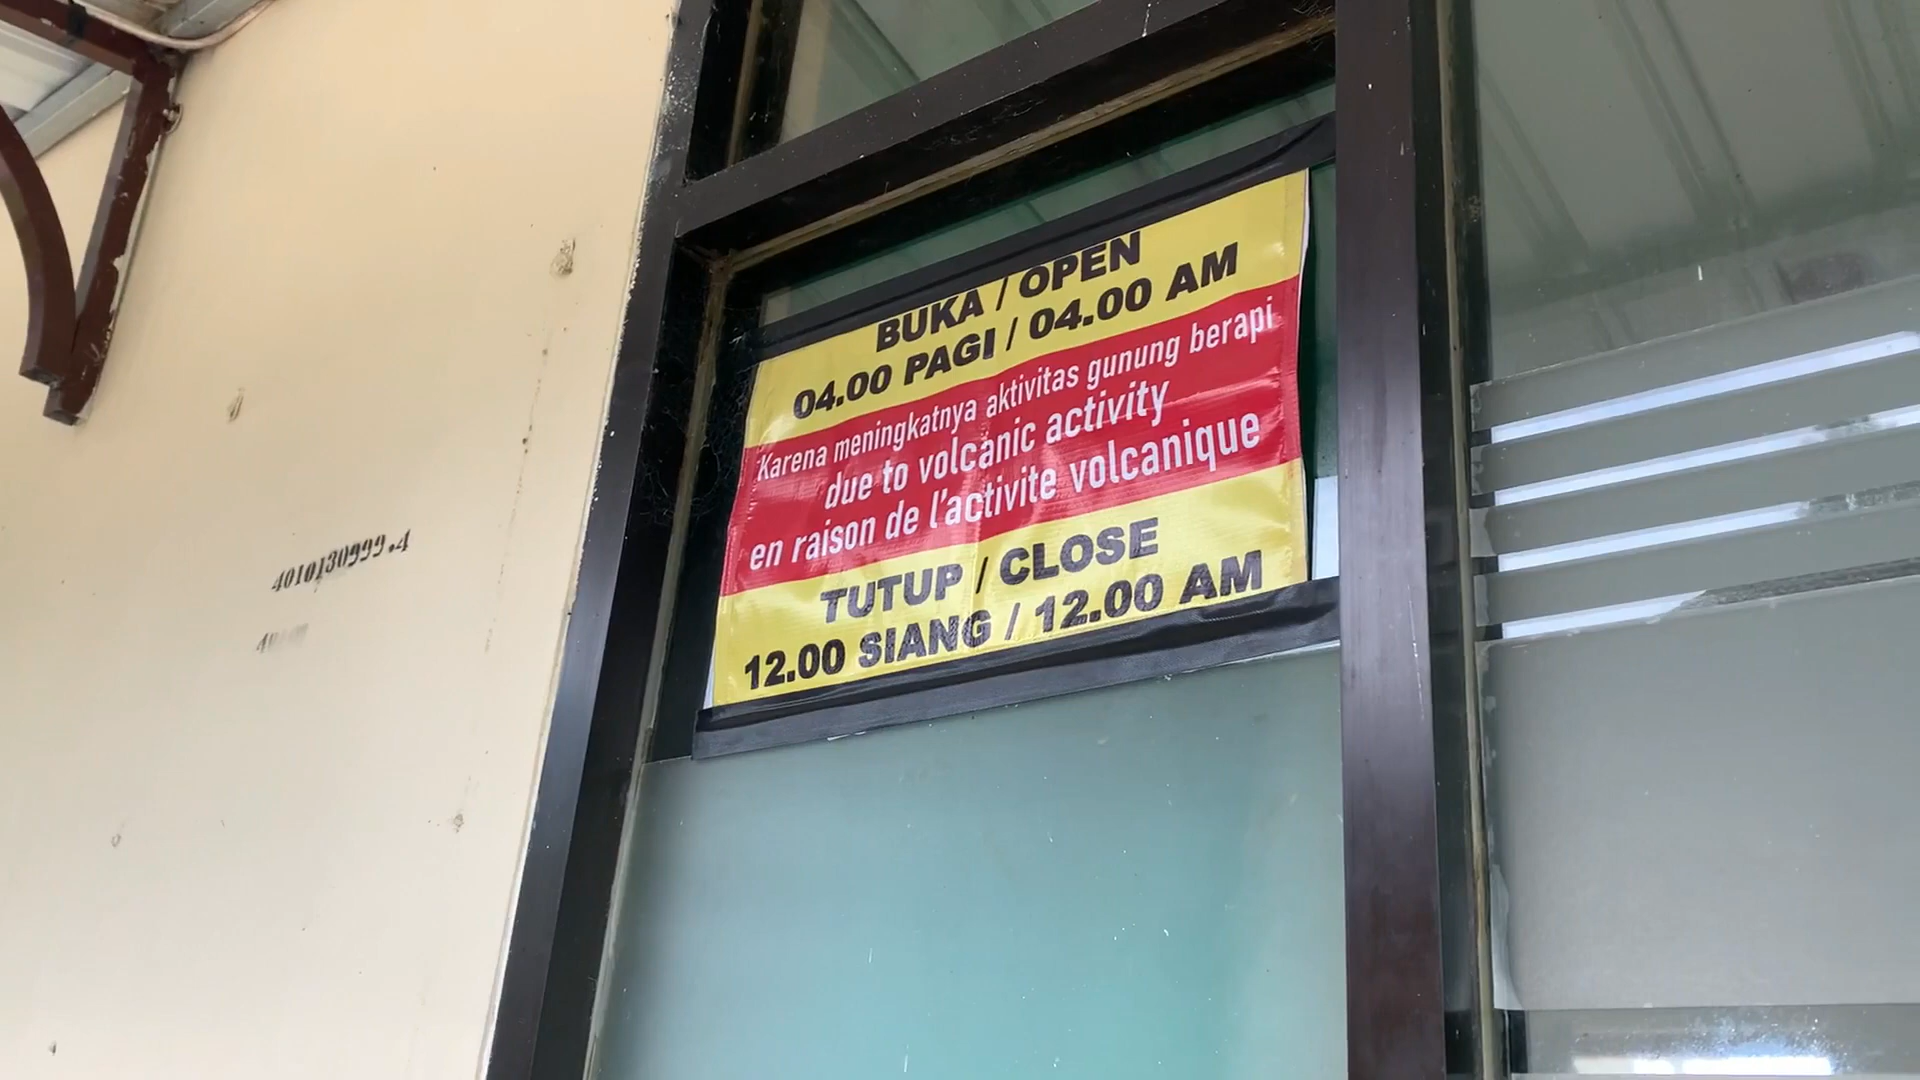 BUKA / OPEN
04.00 PAGI / 04.00 AM
Karena meningkatnya aktivitas gunung berapi
due to volcanic activity
en raison de l'activite volcanique
TUTUP / CLOSE
12.00 SIANG / 12.00 AM
4010130999.4